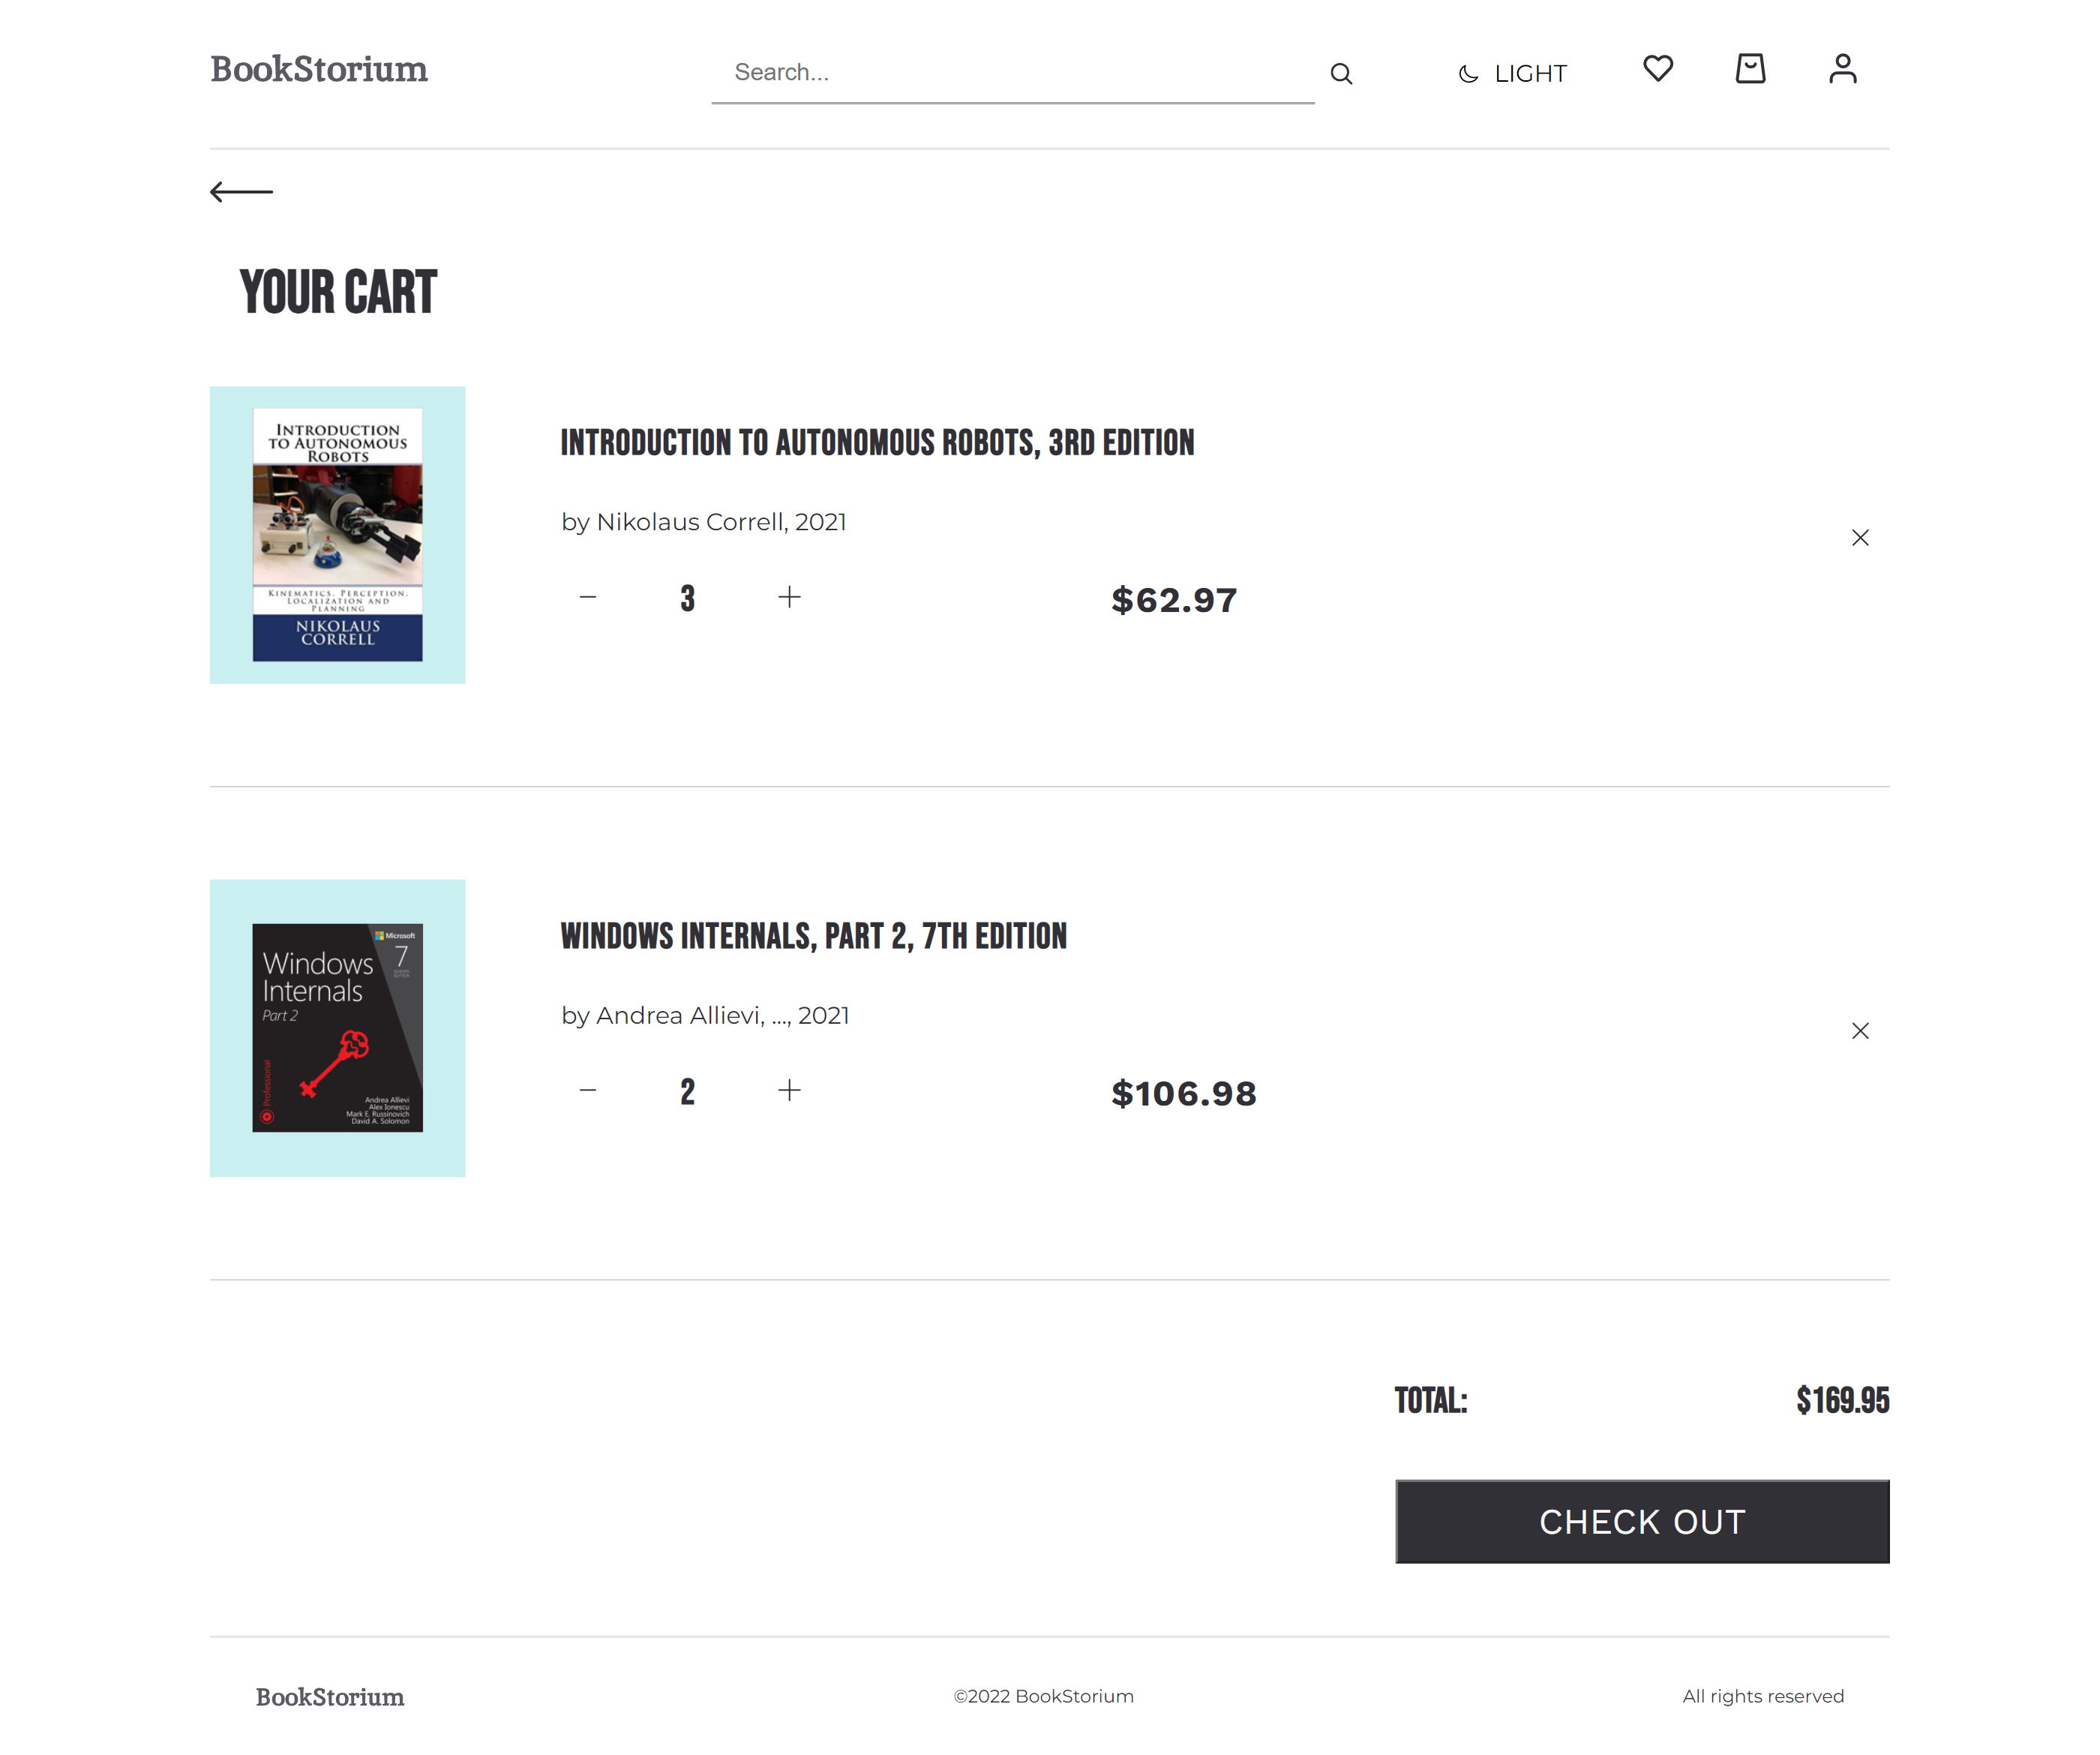 BookStorium
Search...
LIGHT
YOUR CART
INTRODUCTION
TO AUTONOMOUS
ROBOTS
KINEMATICS, PERCEPTION,
LOCALIZATION AND
PLANNING
NIKOLAUS
CORRELL
INTRODUCTION TO AUTONOMOUS ROBOTS, 3RD EDITION
by Nikolaus Correll, 2021
3
$62.97
Microsoft
7
Windows
Internals
Part 2
Professional
Andrea Allievi
Alex Ionescu
Mark E. Russinovich
David A. Solomon
WINDOWS INTERNALS, PART 2, 7TH EDITION
by Andrea Allievi, ..., 2021
2
$106.98
TOTAL: $169.95
CHECK OUT
BookStorium ©2022 BookStorium All rights reserved